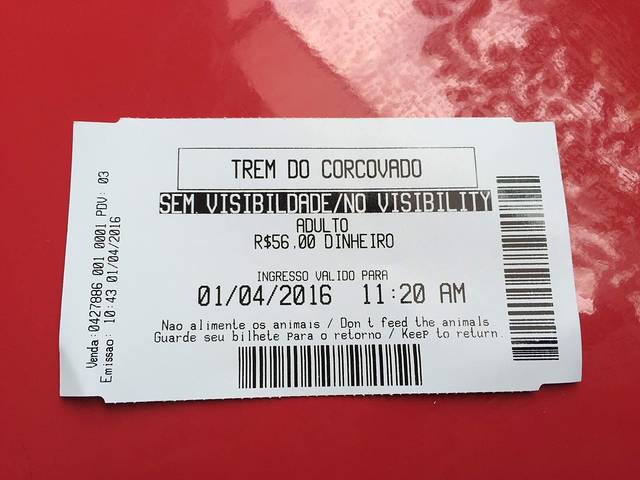 TREM DO CORCOVADO
SEM VISIBILDADE/NO VISIBILITY
ADULTO
R$56,00 DINHEIRO
INGRESSO VALIDO PARA
01/04/2016 11:20 AM
Nao alimente os animais / Don t feed the animals
Guarde seu bilhete Para o retorno / KeeP to return.
Venda: 0427886 001 0001 PDV: 03
Emissao: 10:43 01/04/2016